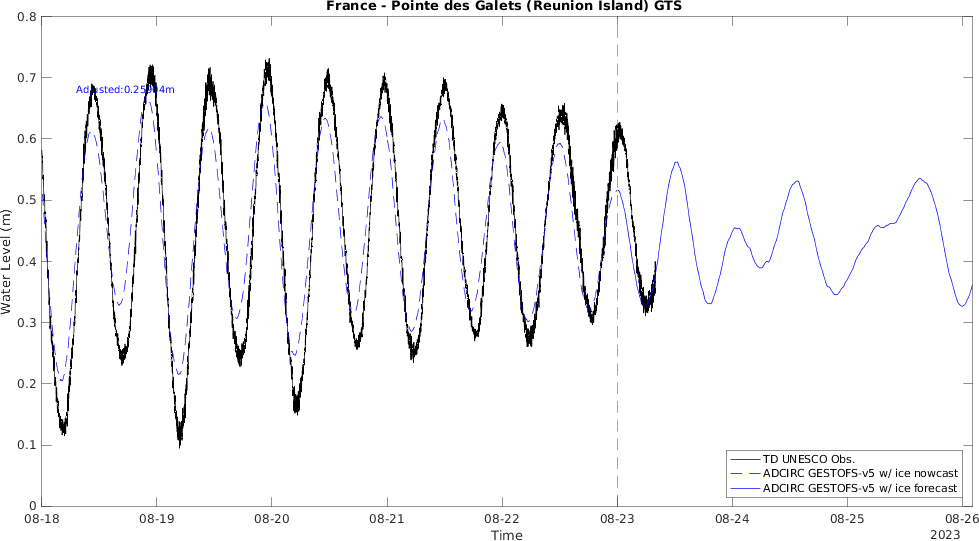 France - Pointe des Galets (Reunion Island) GTS
0.8
0.7
Adjusted:0.25904m
0.6
0.5
Water Level (m)
0.4
0.3
0.2
0.1
0
TD UNESCO Obs.
ADCIRC GESTOFS-v5 w/ ice nowcast
ADCIRC GESTOFS-v5 w/ ice forecast
08-18 08-19 08-20 08-21 08-22 08-23 08-24 08-25 08-26
Time
2023